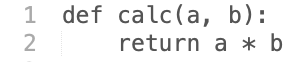 1 def calc(a, b):
2     return a * b